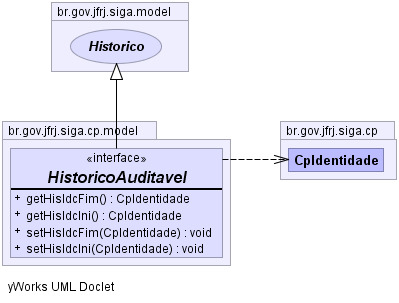 br.gov.jfrj.siga.model
Historico
br.gov.jfrj.siga.cp.model
«interface»
HistoricoAuditavel
+ getHisIdcFim() : CpIdentidade
+ getHisIdcIni() : CpIdentidade
+ setHisIdcFim(CpIdentidade) : void
+ setHisIdcIni(CpIdentidade) : void
br.gov.jfrj.siga.cp
CpIdentidade
yWorks UML Doclet